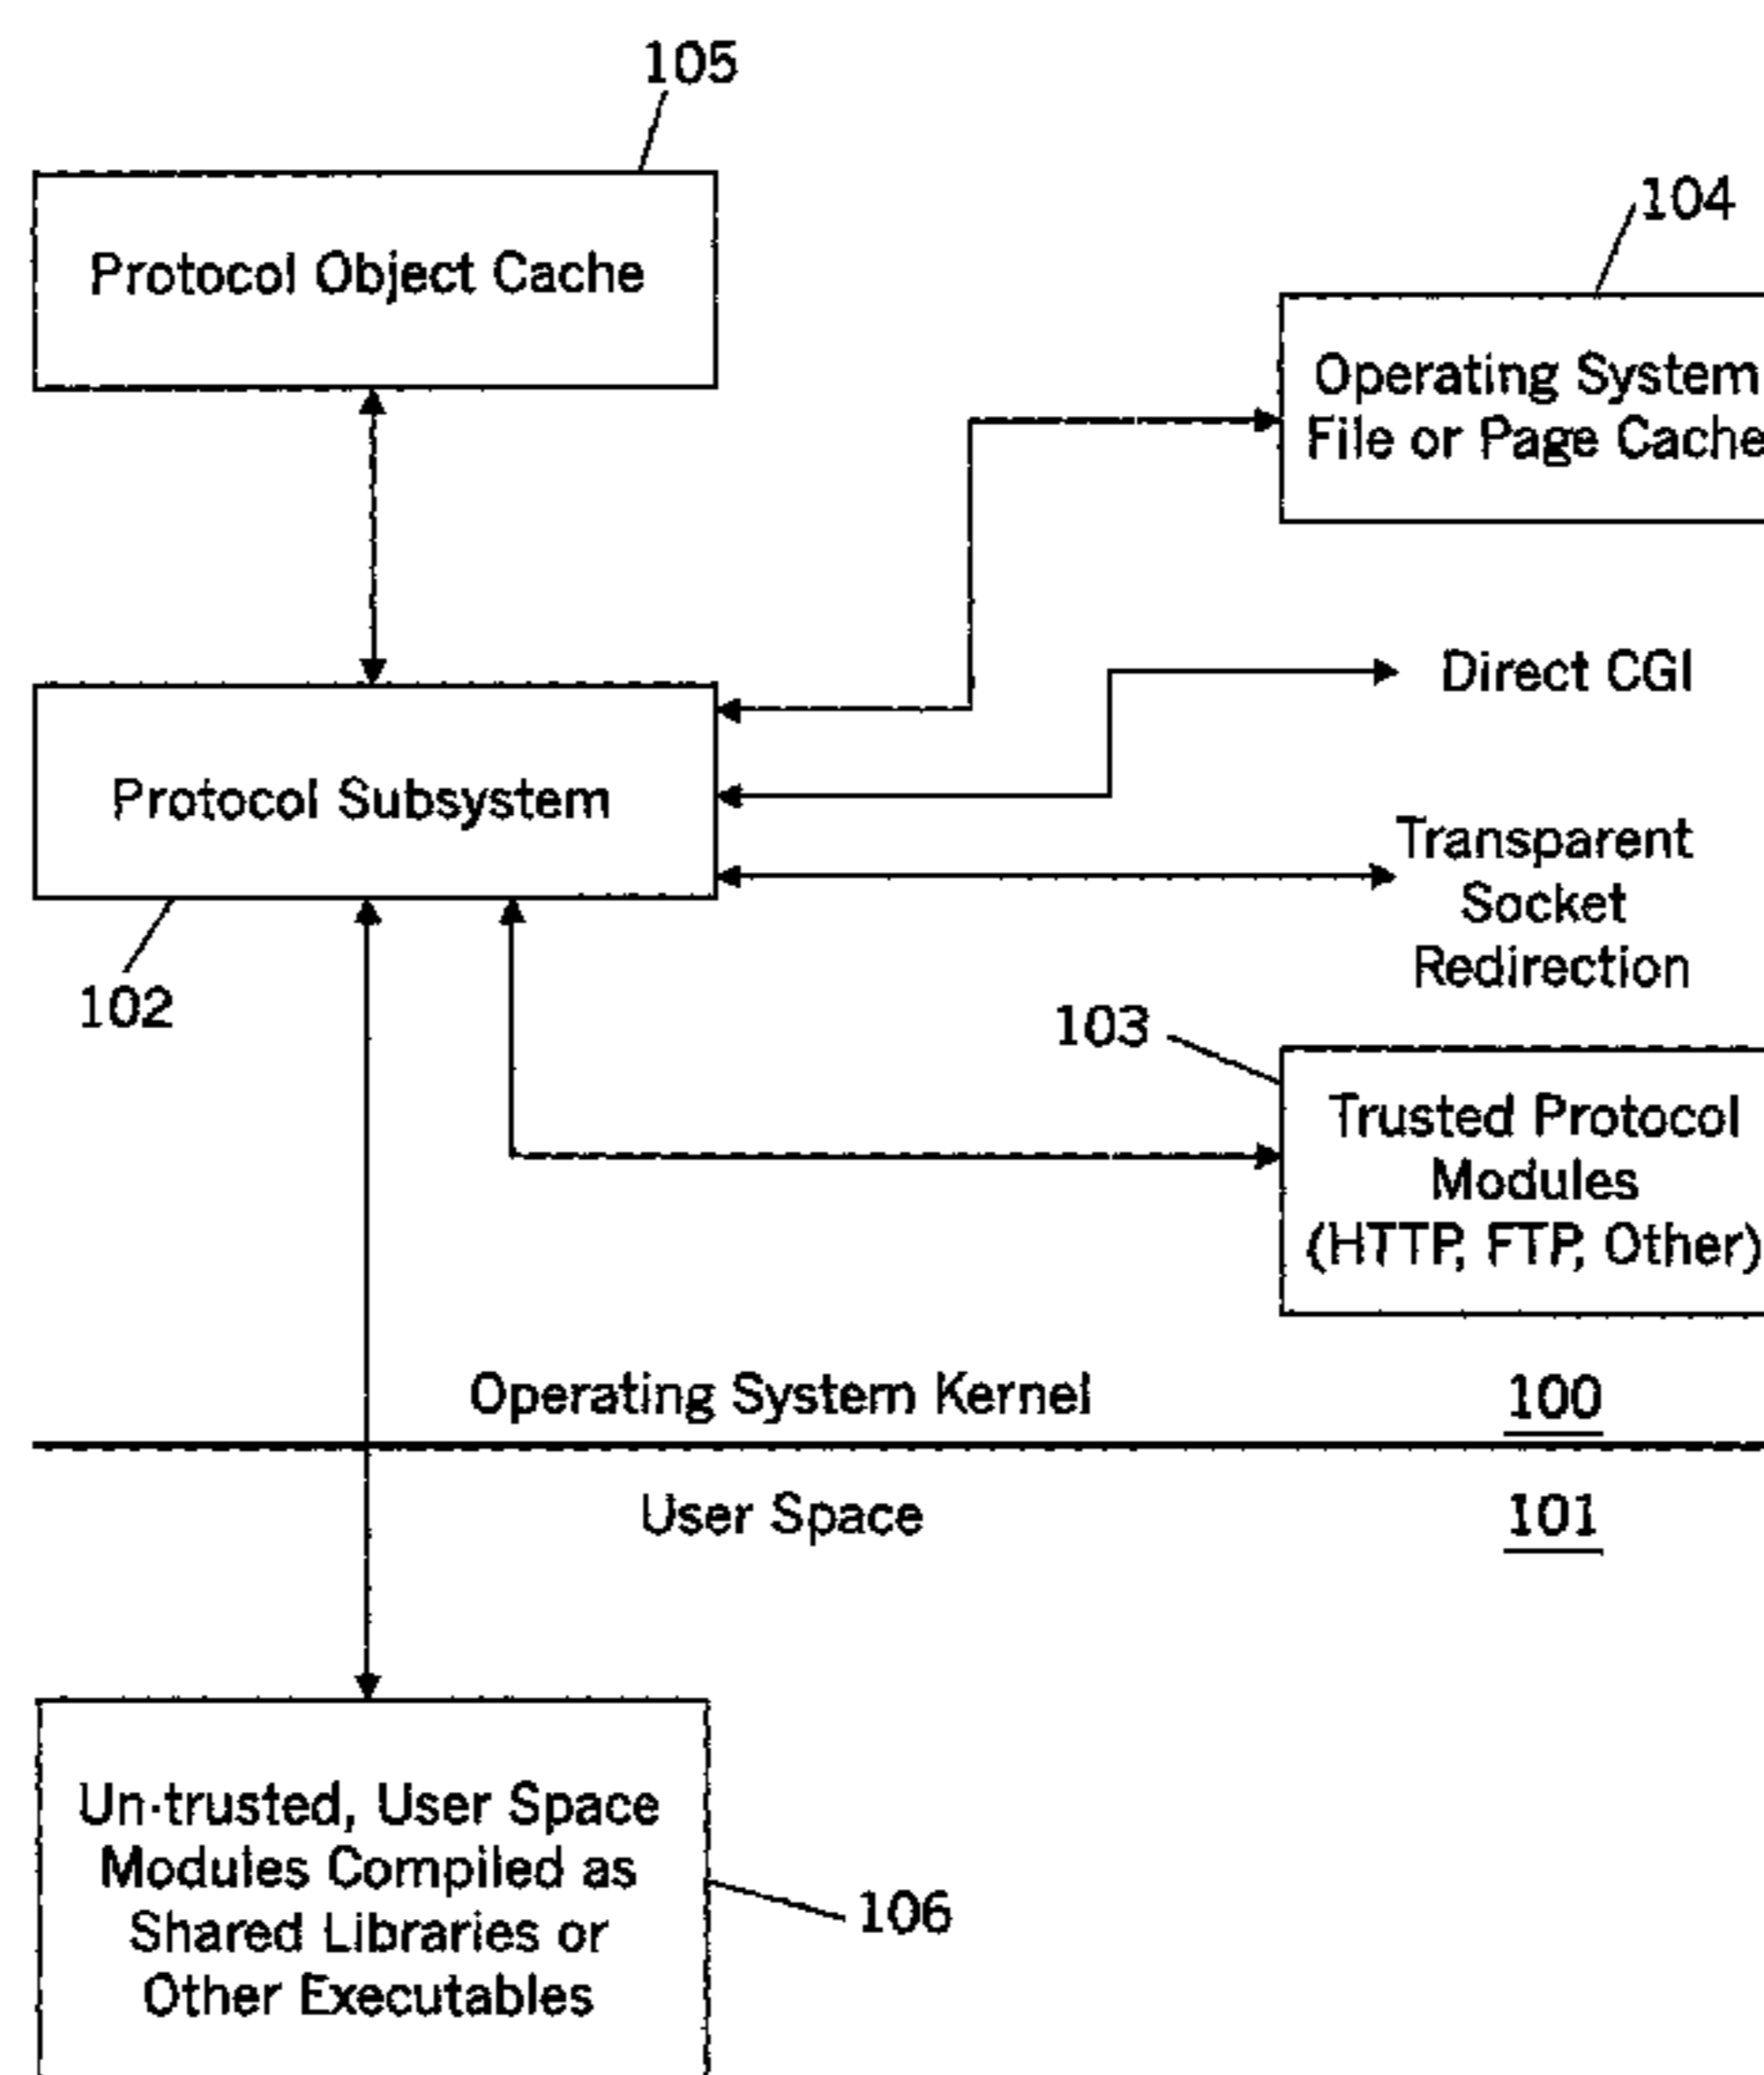 105
Protocol Object Cache
104
Operating System
File or Page Cache
Direct CGI
Protocol Subsystem
Transparent
Socket
Redirection
102
103
Trusted Protocol
Modules
(HTTP, FTP, Other)
Operating System Kernel
100
User Space
101
Un-trusted, User Space
Modules Compiled as
Shared Libraries or
Other Executables
106